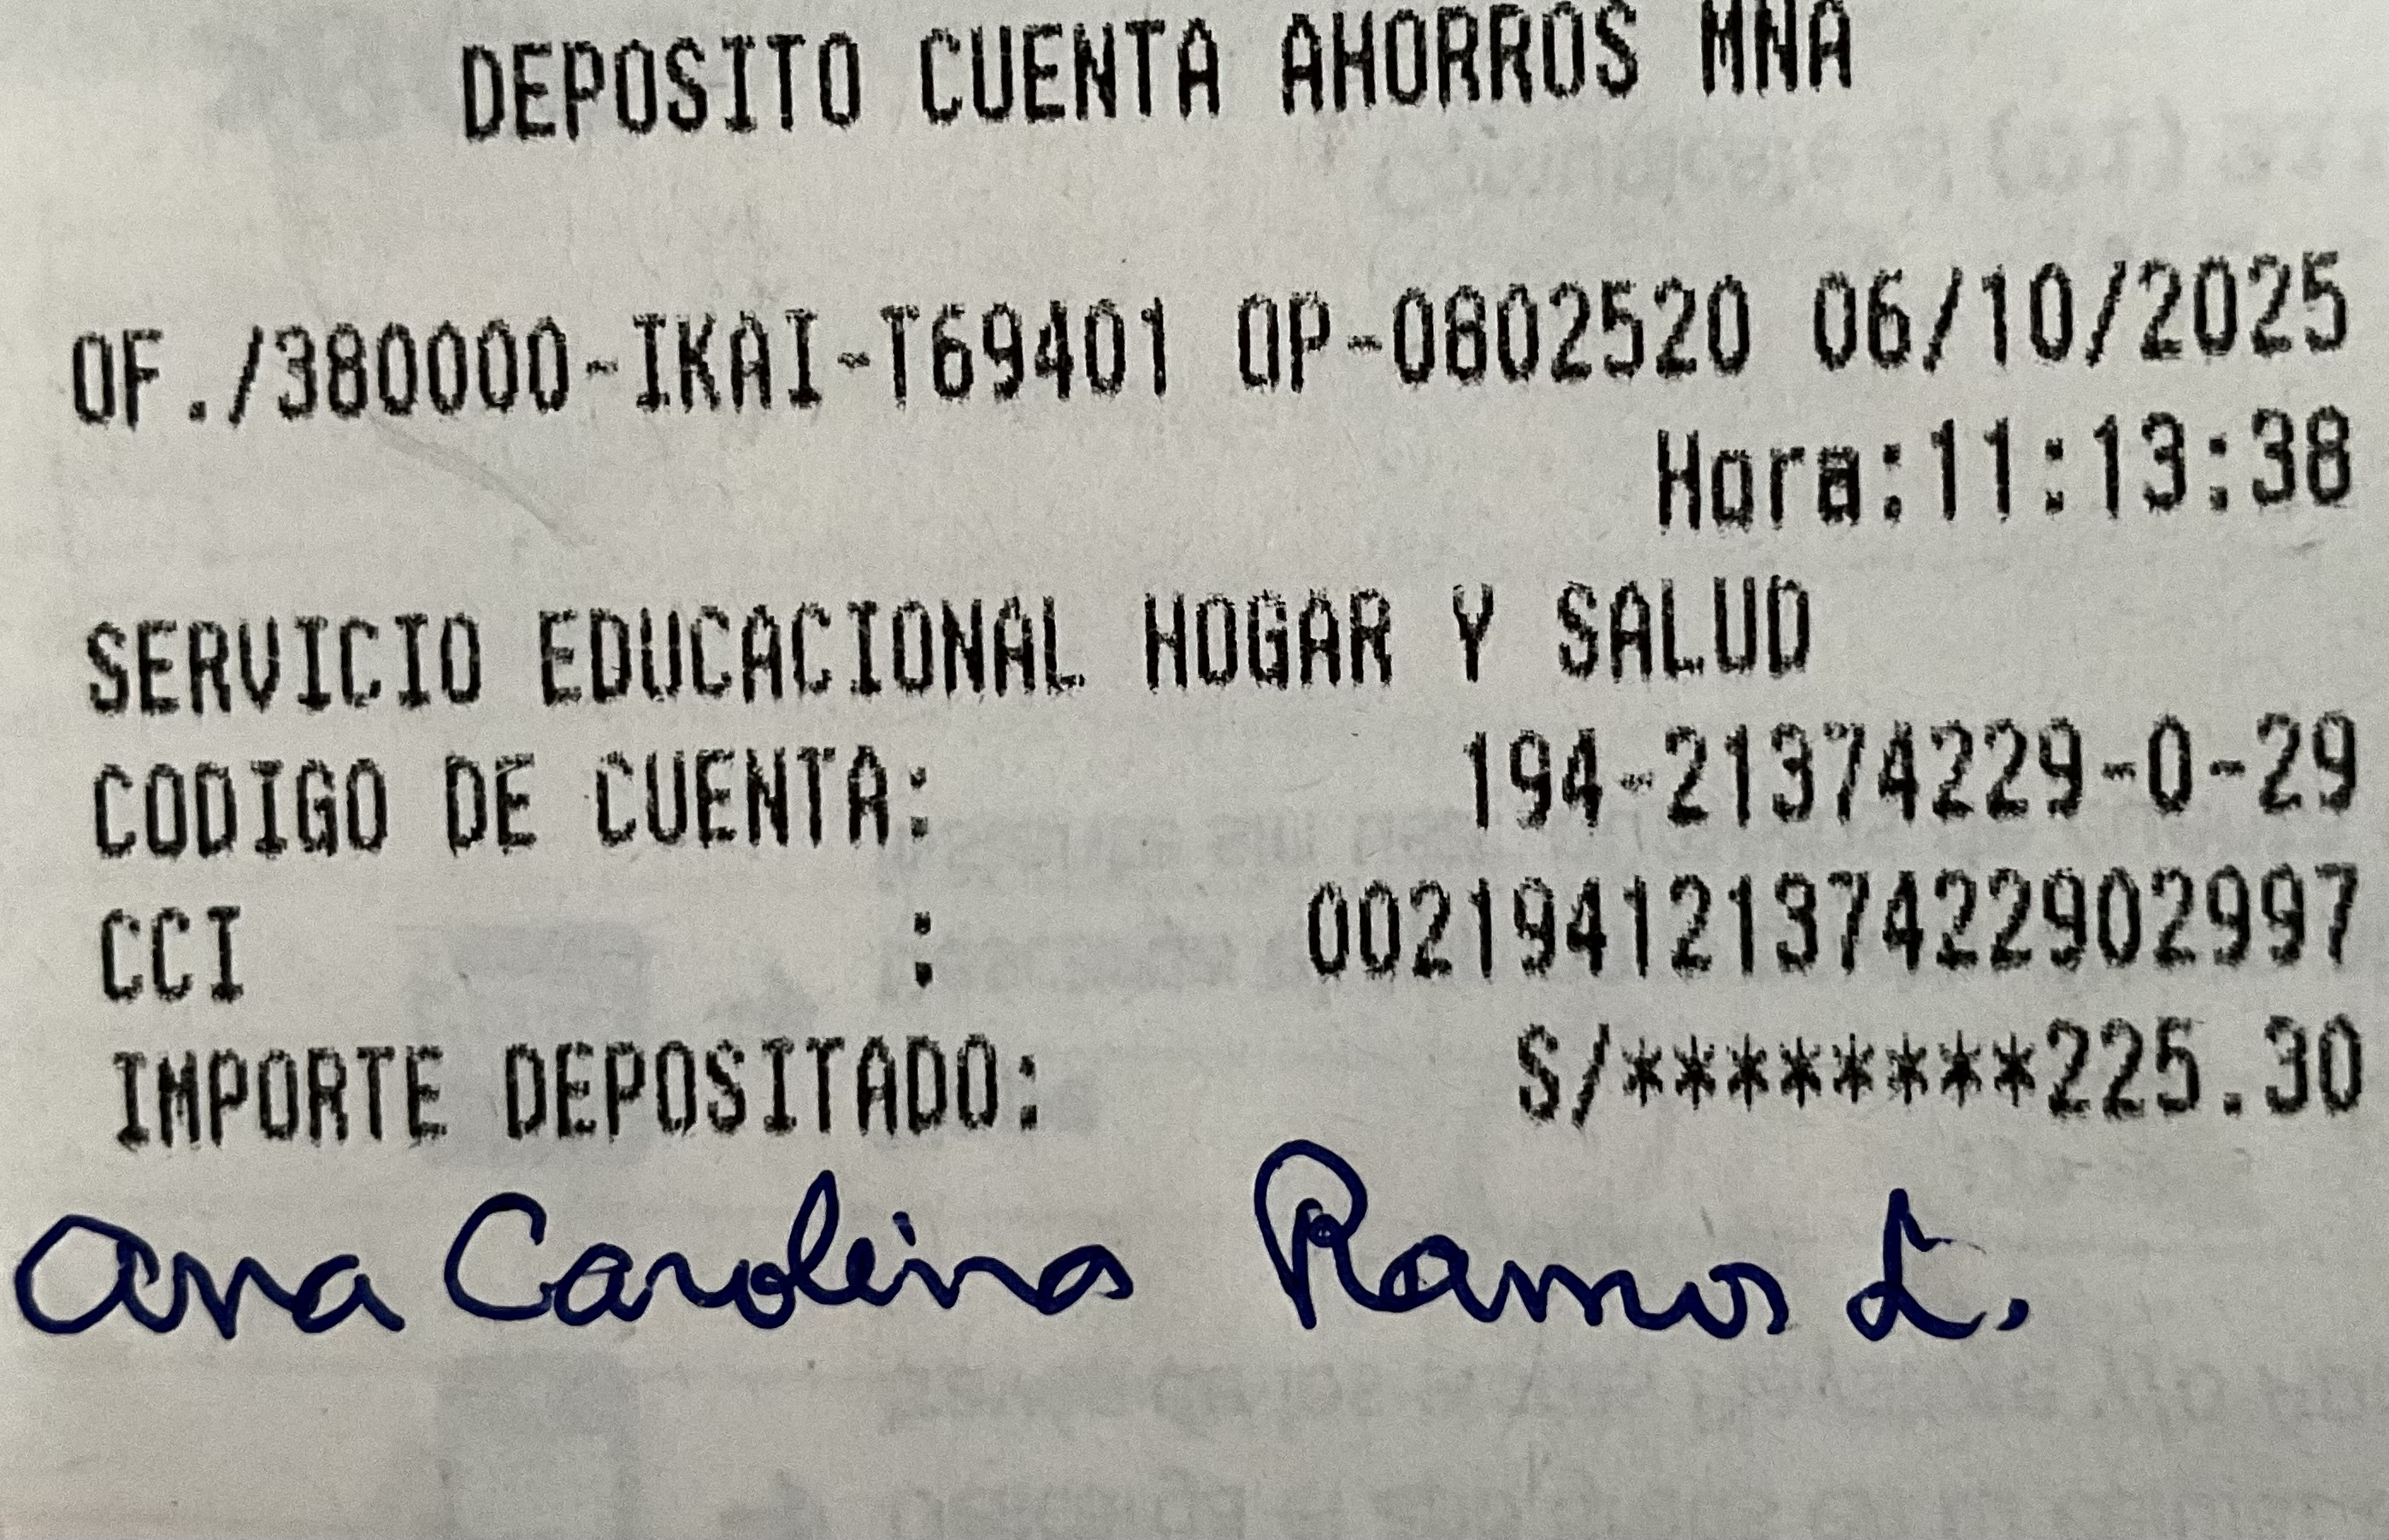 DEPOSITO CUENTA AHORROS MNA
OF./380000-IKAI-T69401 OP-0802520 06/10/2025
Hora:11:13:38
SERVICIO EDUCACIONAL HOGAR Y SALUD
CODIGO DE CUENTA: 194-21374229-0-29
CCI : 00219412137422902997
IMPORTE DEPOSITADO: S/********225.30
Ana Carolina Ramos L.